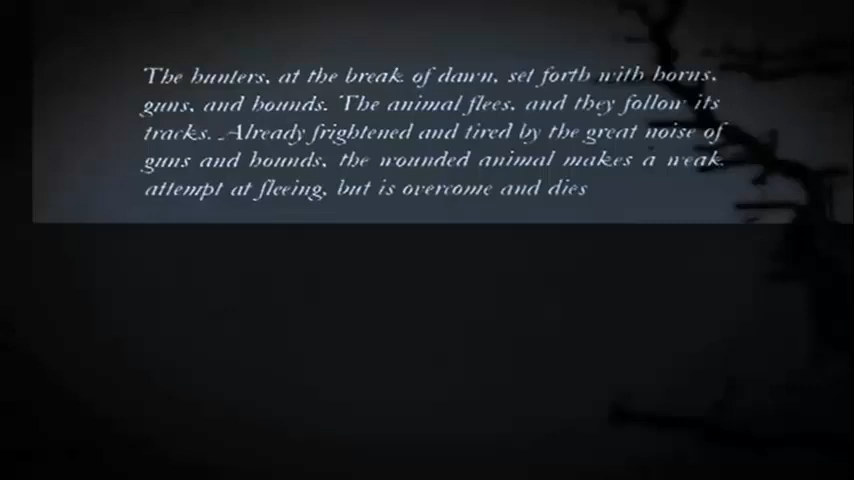 The hunters, at the break of dawn, set forth with horns,
guns, and hounds. The animal flees, and they follow its
tracks. Already frightened and tired by the great noise of
guns and hounds, the wounded animal makes a weak
attempt at fleeing, but is overcome and dies